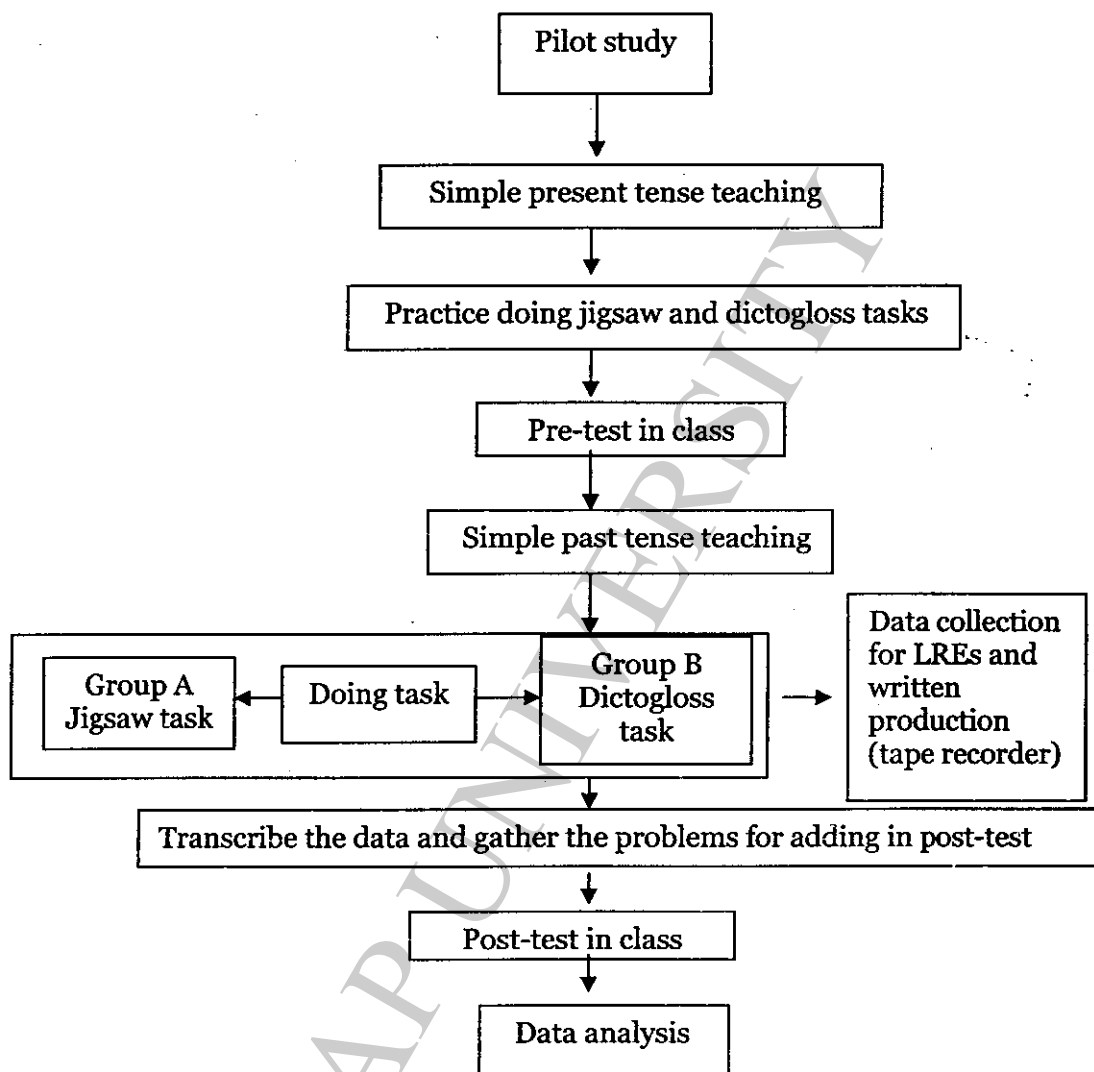 Pilot study
Simple present tense teaching
Practice doing jigsaw and dictogloss tasks
Pre-test in class
Simple past tense teaching
Group A
Jigsaw task
Doing task
Group B
Dictogloss
task
Data collection
for LREs and
written
production
(tape recorder)
Transcribe the data and gather the problems for adding in post-test
Post-test in class
Data analysis
AP UNIVERSITY